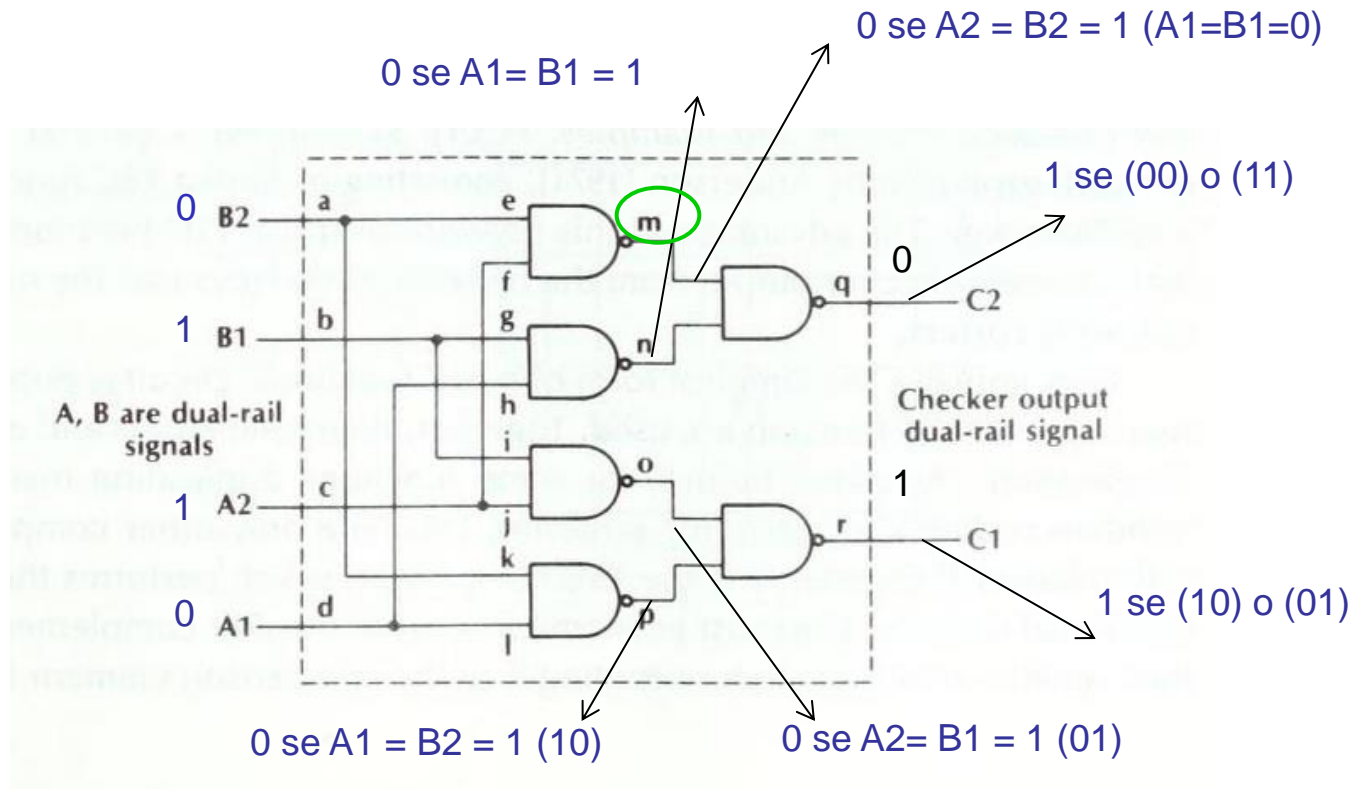 0 se A2 = B2 = 1 (A1=B1=0)
0 se A1= B1 = 1
1 se (00) o (11)
0
B2
a
e
m
f
0
q
C2
1
B1
b
g
n
h
A, B are dual-rail
signals
Checker output
dual-rail signal
i
o
1
1
A2
c
j
r
C1
k
0
A1
d
p
l
1 se (10) o (01)
0 se A1 = B2 = 1 (10)
0 se A2= B1 = 1 (01)